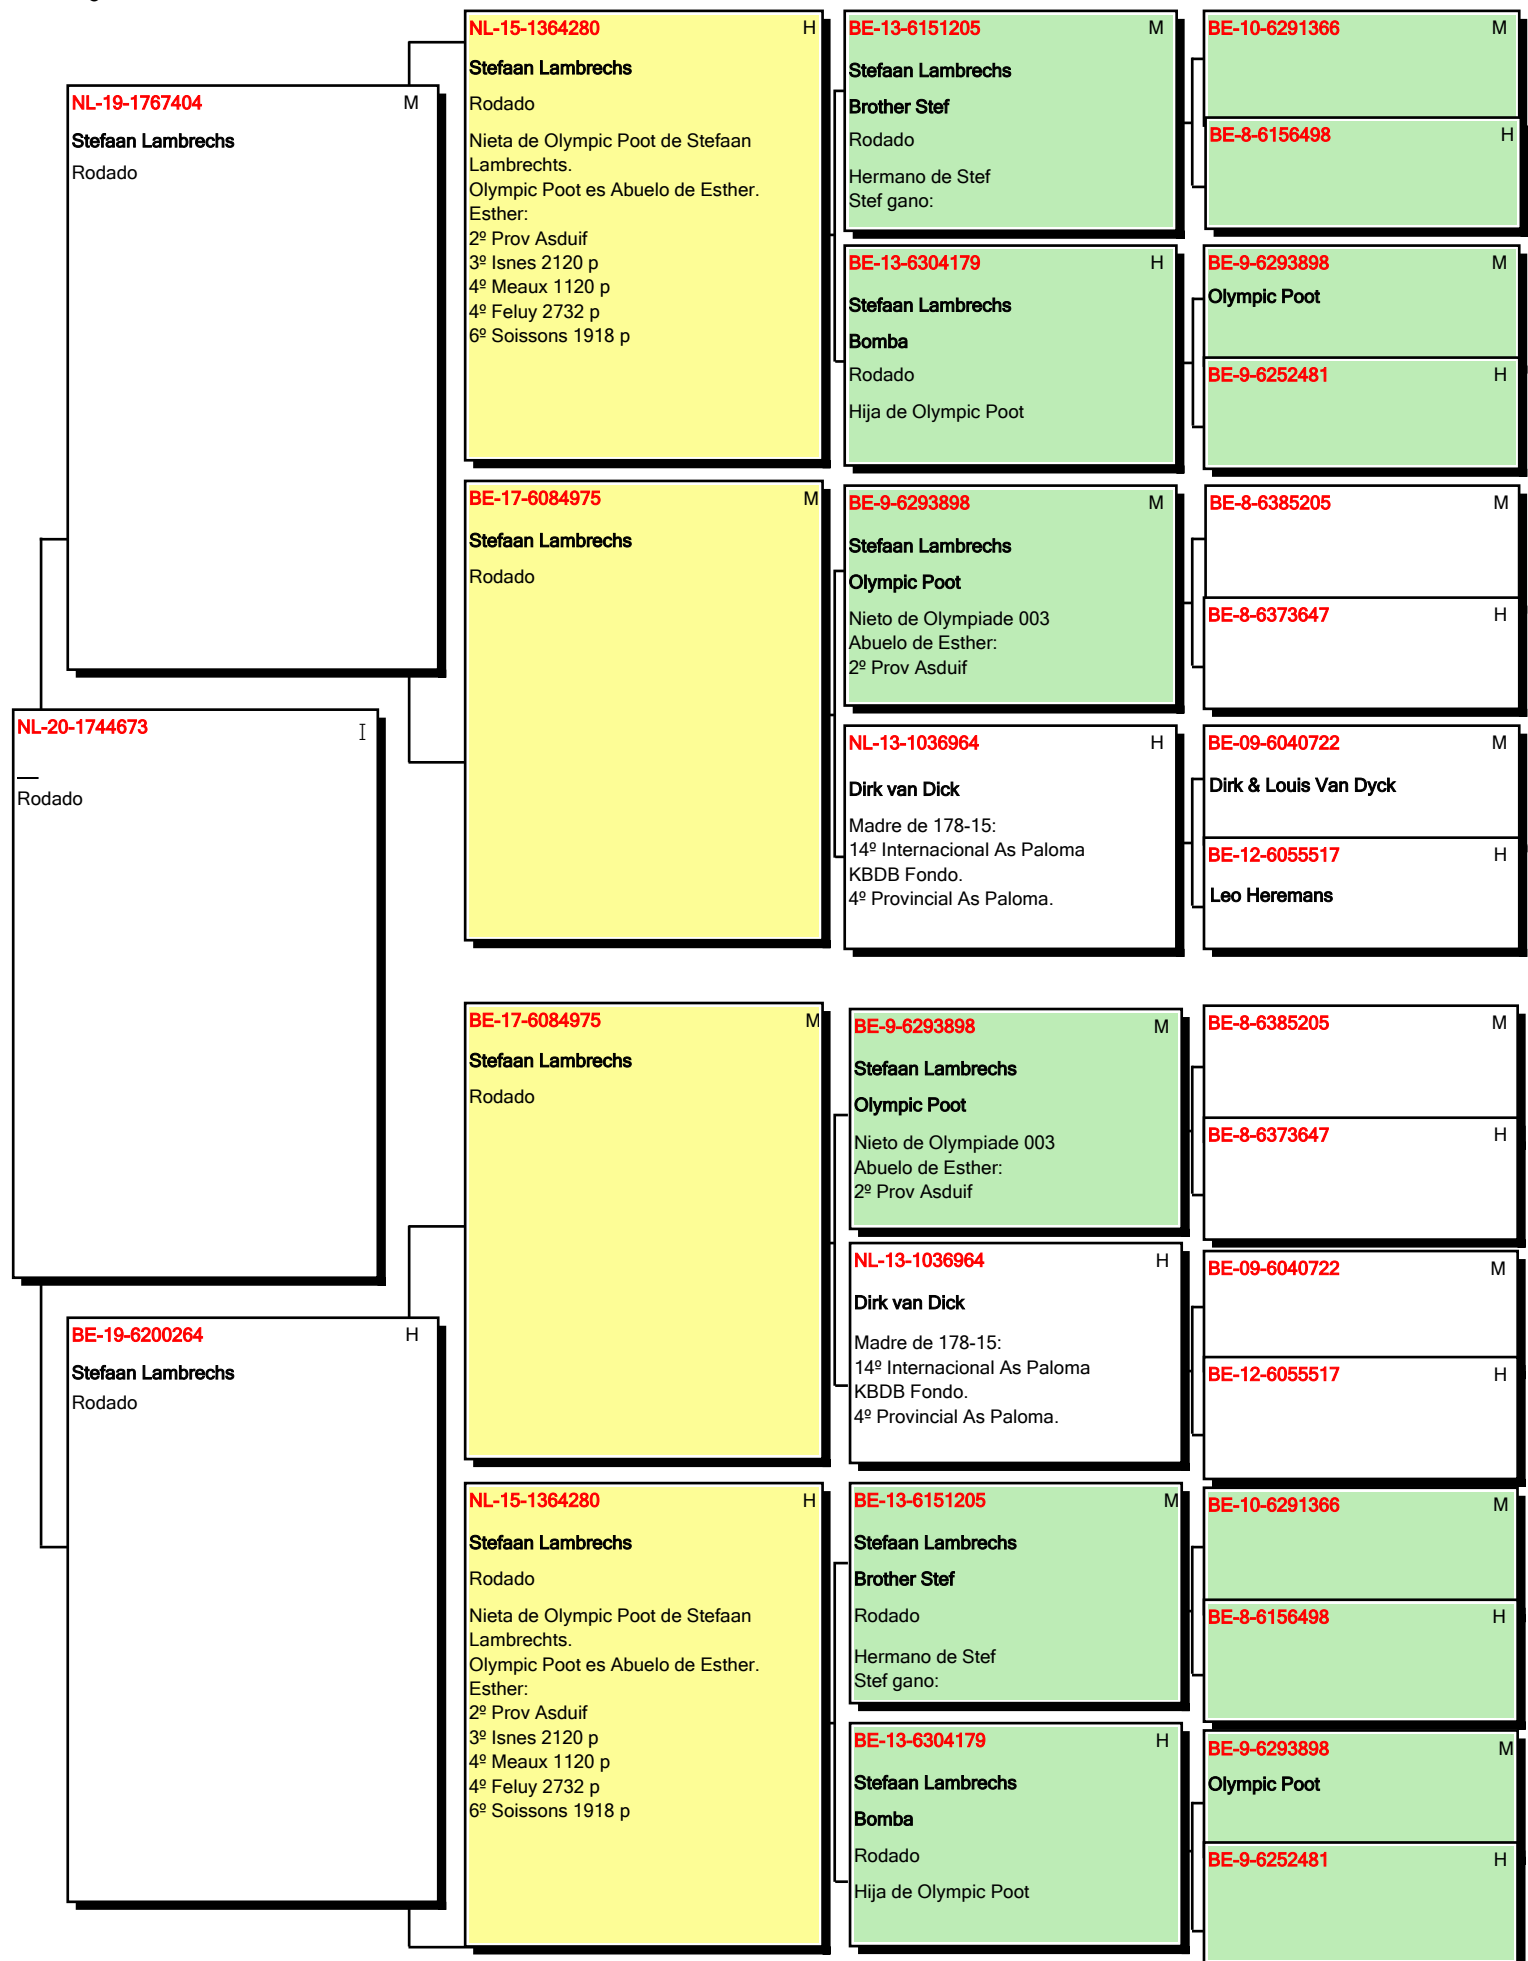 NL-19-1767404 M
Stefaan Lambrechs
Rodado
NL-20-1744673 I
Rodado
BE-19-6200264 H
Stefaan Lambrechs
Rodado
NL-15-1364280 H
Stefaan Lambrechs
Rodado
Nieta de Olympic Poot de Stefaan
Lambrechts.
Olympic Poot es Abuelo de Esther.
Esther:
2º Prov Asduif
3º Isnes 2120 p
4º Meaux 1120 p
4º Feluy 2732 p
6º Soissons 1918 p
BE-17-6084975 M
Stefaan Lambrechs
Rodado
BE-17-6084975 M
Stefaan Lambrechs
Rodado
NL-15-1364280 H
Stefaan Lambrechs
Rodado
Nieta de Olympic Poot de Stefaan
Lambrechts.
Olympic Poot es Abuelo de Esther.
Esther:
2º Prov Asduif
3º Isnes 2120 p
4º Meaux 1120 p
4º Feluy 2732 p
6º Soissons 1918 p
BE-13-6151205 M
Stefaan Lambrechs
Brother Stef
Rodado
Hermano de Stef
Stef gano:
BE-13-6304179 H
Stefaan Lambrechs
Bomba
Rodado
Hija de Olympic Poot
BE-9-6293898 M
Stefaan Lambrechs
Olympic Poot
Nieto de Olympiade 003
Abuelo de Esther:
2º Prov Asduif
NL-13-1036964 H
Dirk van Dick
Madre de 178-15:
14º Internacional As Paloma
KBDB Fondo.
4º Provincial As Paloma.
BE-9-6293898 M
Stefaan Lambrechs
Olympic Poot
Nieto de Olympiade 003
Abuelo de Esther:
2º Prov Asduif
NL-13-1036964 H
Dirk van Dick
Madre de 178-15:
14º Internacional As Paloma
KBDB Fondo.
4º Provincial As Paloma.
BE-13-6151205 M
Stefaan Lambrechs
Brother Stef
Rodado
Hermano de Stef
Stef gano:
BE-13-6304179 H
Stefaan Lambrechs
Bomba
Rodado
Hija de Olympic Poot
BE-10-6291366 M
BE-8-6156498 H
BE-9-6293898 M
Olympic Poot
BE-9-6252481 H
BE-8-6385205 M
BE-8-6373647 H
BE-09-6040722 M
Dirk & Louis Van Dyck
BE-12-6055517 H
Leo Heremans
BE-8-6385205 M
BE-8-6373647 H
BE-09-6040722 M
BE-12-6055517 H
BE-10-6291366 M
BE-8-6156498 H
BE-9-6293898 M
Olympic Poot
BE-9-6252481 H